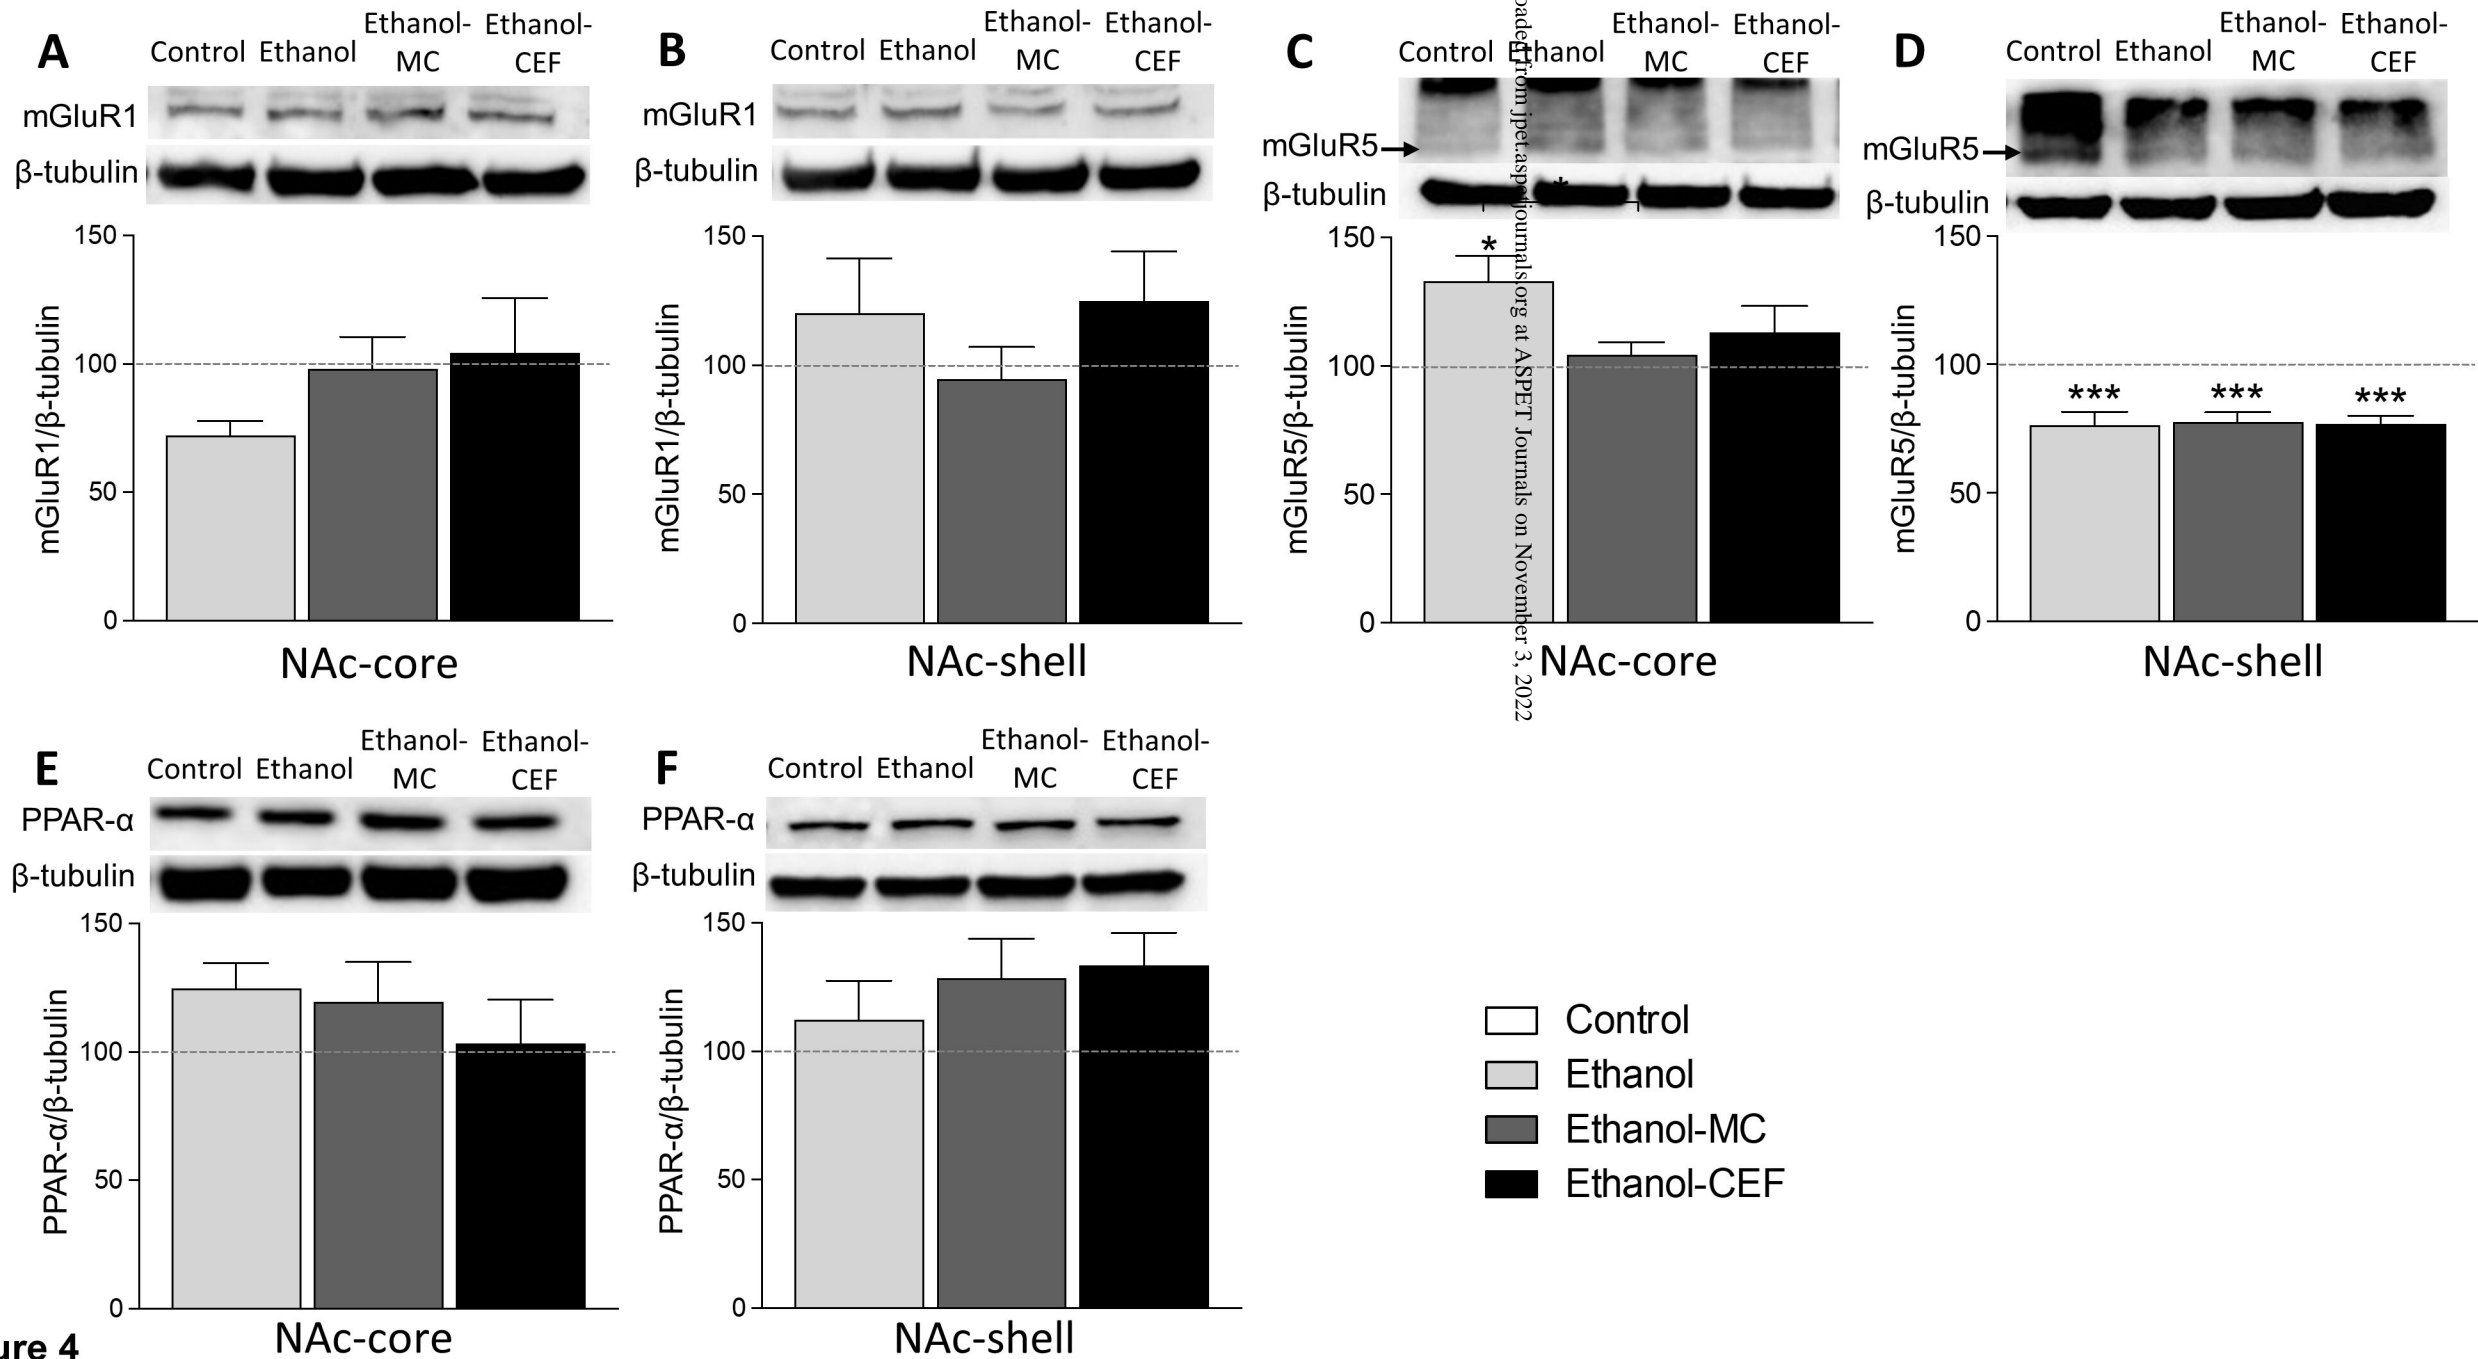 A
Control Ethanol Ethanol-MC Ethanol-CEF
mGluR1
β-tubulin
150
100
50
0
mGluR1/β-tubulin
NAc-core
B
Control Ethanol Ethanol-MC Ethanol-CEF
mGluR1
β-tubulin
150
100
50
0
mGluR1/β-tubulin
NAc-shell
C
Control Ethanol Ethanol-MC Ethanol-CEF
mGluR5
β-tubulin
*
150
*
100
50
0
mGluR5/β-tubulin
NAc-core
oaded from jpet.aspetjournals.org at ASPET Journals on November 3, 2022
D
Control Ethanol Ethanol-MC Ethanol-CEF
mGluR5
β-tubulin
150
100
*** *** ***
50
0
mGluR5/β-tubulin
NAc-shell
E
Control Ethanol Ethanol-MC Ethanol-CEF
PPAR-α
β-tubulin
150
100
50
0
PPAR-α/β-tubulin
NAc-core
F
Control Ethanol Ethanol-MC Ethanol-CEF
PPAR-α
β-tubulin
150
100
50
0
PPAR-α/β-tubulin
NAc-shell
Control
Ethanol
Ethanol-MC
Ethanol-CEF
ure 4